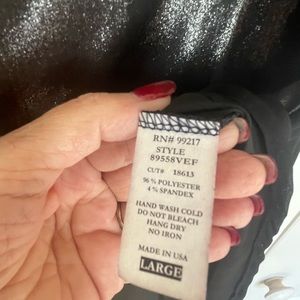 RN# 99217
STYLE
89558VEF
CUT# 18613
96% POLYESTER
4% SPANDEX
HAND WASH COLD
DO NOT BLEACH
HANG DRY
NO IRON
MADE IN USA
LARGE